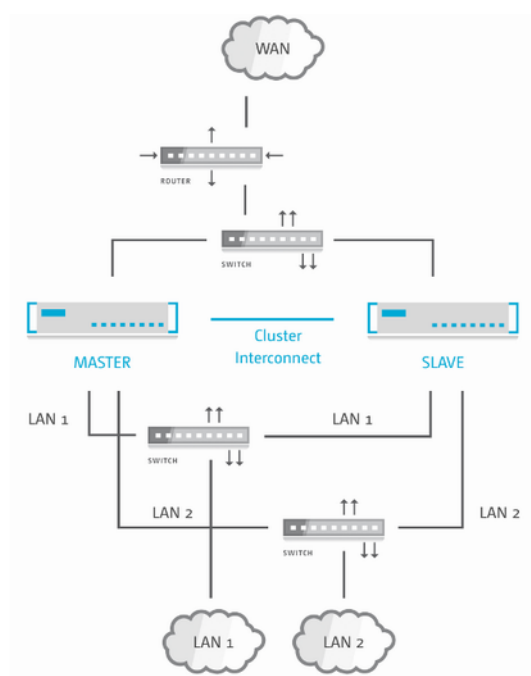 WAN
ROUTER
SWITCH
Cluster
Interconnect
MASTER
SLAVE
LAN 1
LAN 1
SWITCH
LAN 2
LAN 2
SWITCH
LAN 1
LAN 2